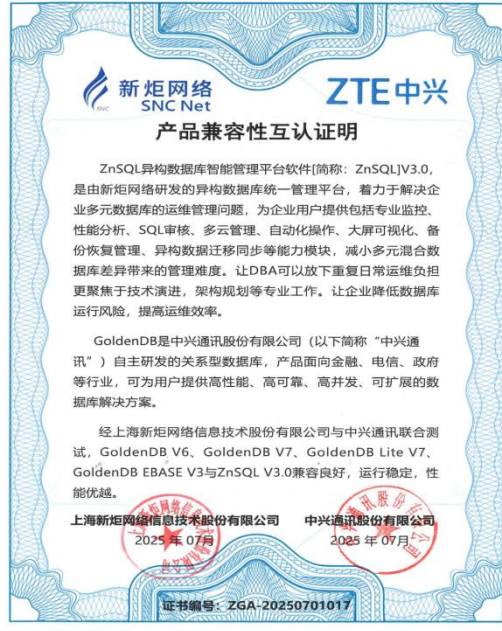 新炬网络
SNC Net
SNC
ZTE中兴
产品兼容性互认证明
ZnSQL异构数据库智能管理平台软件[简称：ZnSQL]V3.0，
是由新炬网络研发的异构数据库统一管理平台，着力于解决企
业多元数据库的运维管理问题，为企业用户提供包括专业监控、
性能分析、SQL审核、多云管理、自动化操作、大屏可视化、备
份恢复管理、异构数据迁移同步等能力模块，减小多元混合数
据库差异带来的管理难度。让DBA可以放下重复日常运维负担
更聚焦于技术演进，架构规划等专业工作。让企业降低数据库
运行风险，提高运维效率。
GoldenDB是中兴通讯股份有限公司（以下简称“中兴通
讯”）自主研发的关系型数据库，产品面向金融、电信、政府
等行业，可为用户提供高性能、高可靠、高并发、可扩展的数
据库解决方案。
经上海新炬网络信息技术股份有限公司与中兴通讯联合测
试，GoldenDB V6、GoldenDB V7、GoldenDB Lite V7、
GoldenDB EBASE V3与ZnSQL V3.0兼容良好，运行稳定，性
能优越。
上海新炬网络信息技术股份有限公司 中兴通讯股份有限公司
2025 年 07月 2025 年 07月
证书编号：ZGA-20250701017